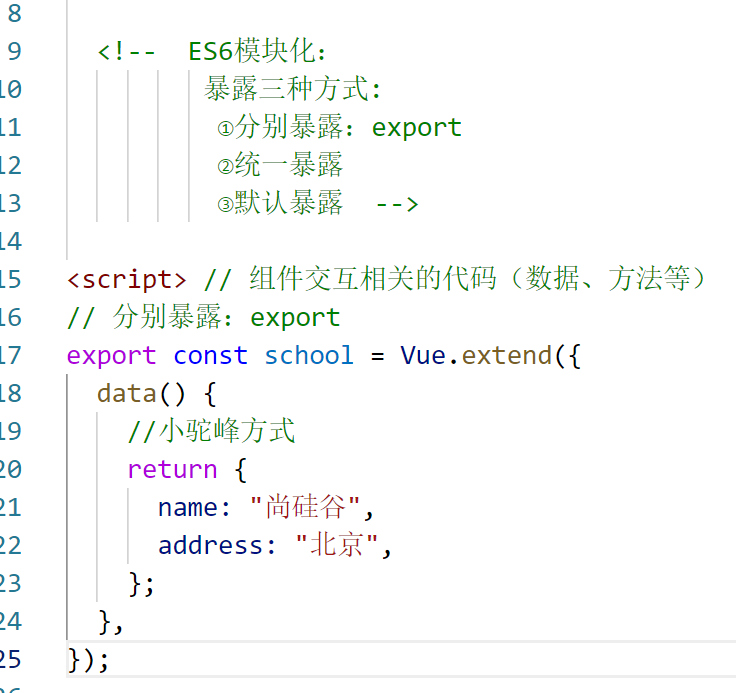 8
9 <!-- ES6模块化:
10 暴露三种方式:
11 ①分别暴露: export
12 ②统一暴露
13 ③默认暴露 -->
14
15 <script> // 组件交互相关的代码（数据、方法等）
16 // 分别暴露: export
17 export const school = Vue.extend({
18 data() {
19 //小驼峰方式
20 return {
21 name: "尚硅谷",
22 address: "北京",
23 };
24 },
25 });